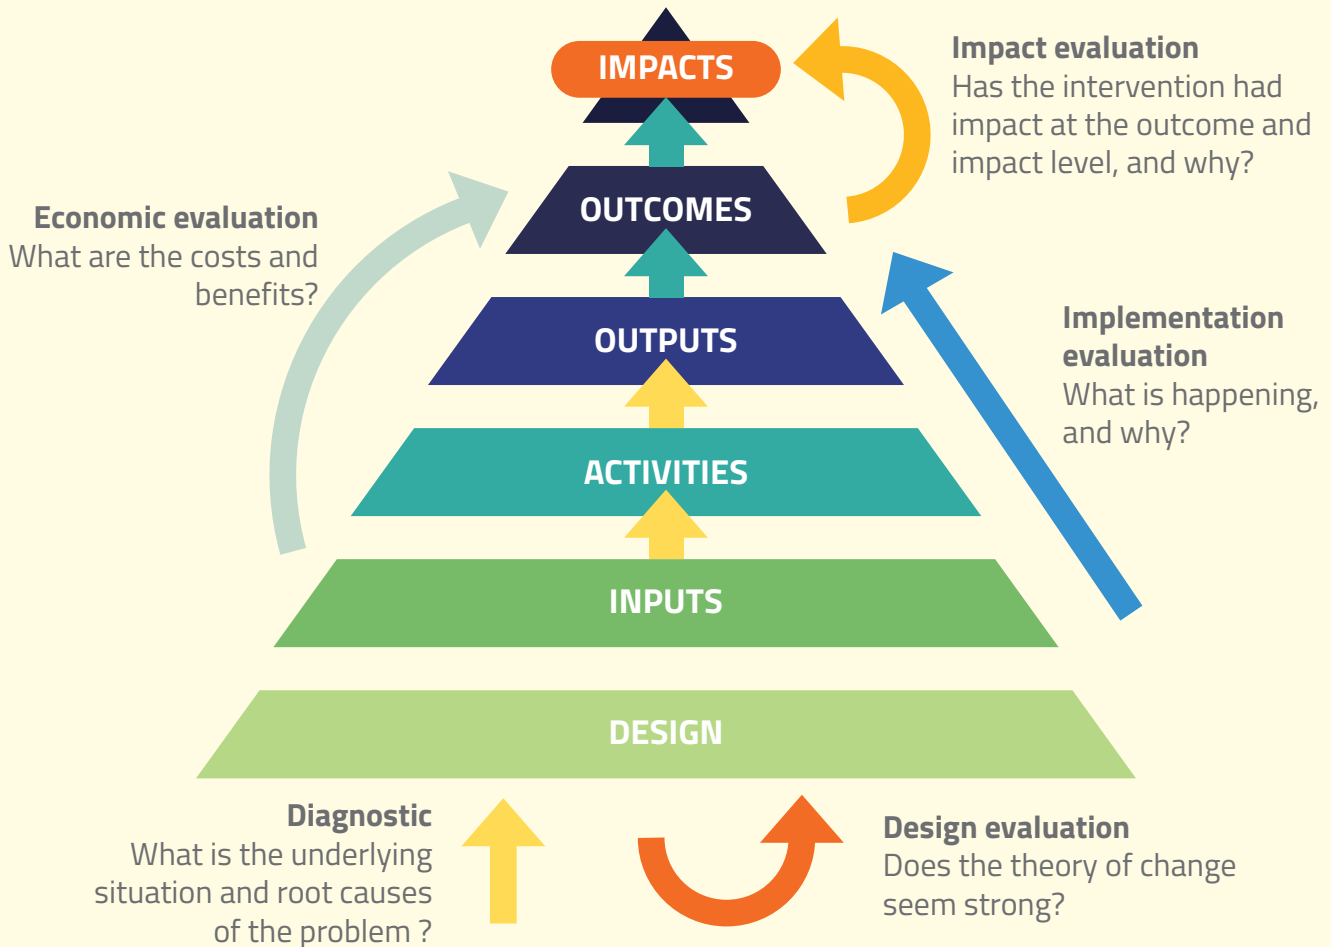 IMPACTS
Impact evaluation
Has the intervention had
impact at the outcome and
impact level, and why?
OUTCOMES
Economic evaluation
What are the costs and
benefits?
OUTPUTS
Implementation
evaluation
What is happening,
and why?
ACTIVITIES
INPUTS
DESIGN
Diagnostic
What is the underlying
situation and root causes
of the problem ?
Design evaluation
Does the theory of change
seem strong?